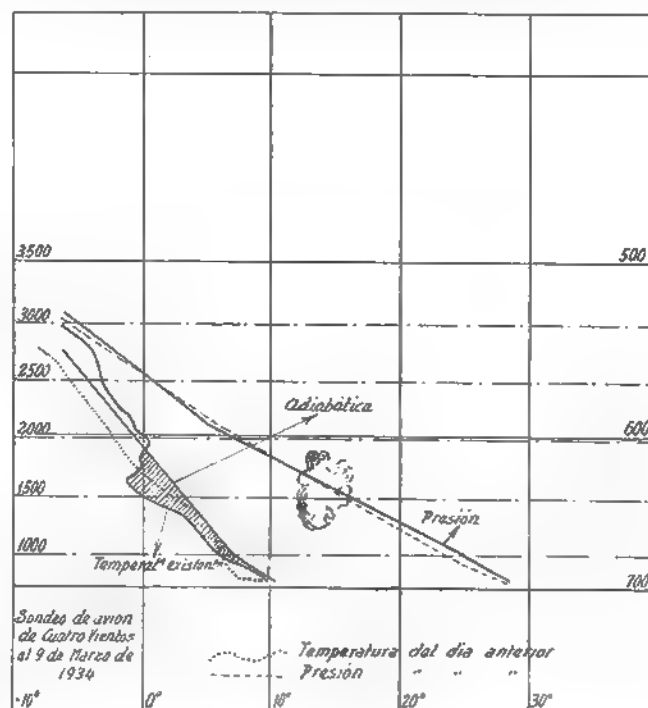 3500
500
3000
2500
Adiabática
2000
600
1500
Presión
1000
Temperat.ª existen.te
700
Sondeo de avion
de Cuatro Vientos
al 9 de Marzo de
1934
Temperatura del dia anterior
Presión " " "
-10°
0°
10°
20°
30°